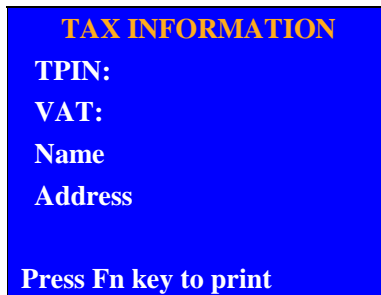 TAX INFORMATION
TPIN:
VAT:
Name
Address
Press Fn key to print